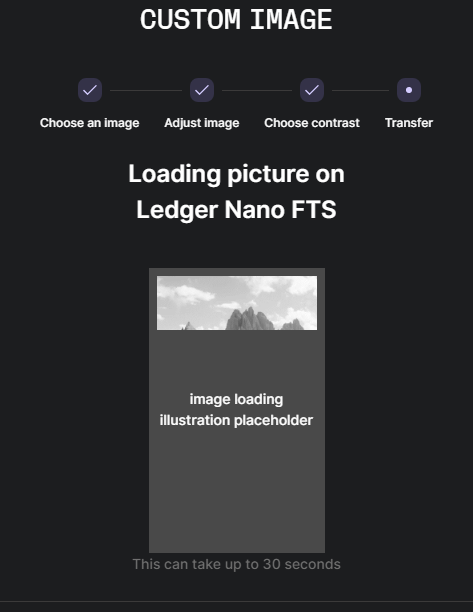 CUSTOM IMAGE
Choose an image
Adjust image
Choose contrast
Transfer
Loading picture on
Ledger Nano FTS
image loading
illustration placeholder
This can take up to 30 seconds